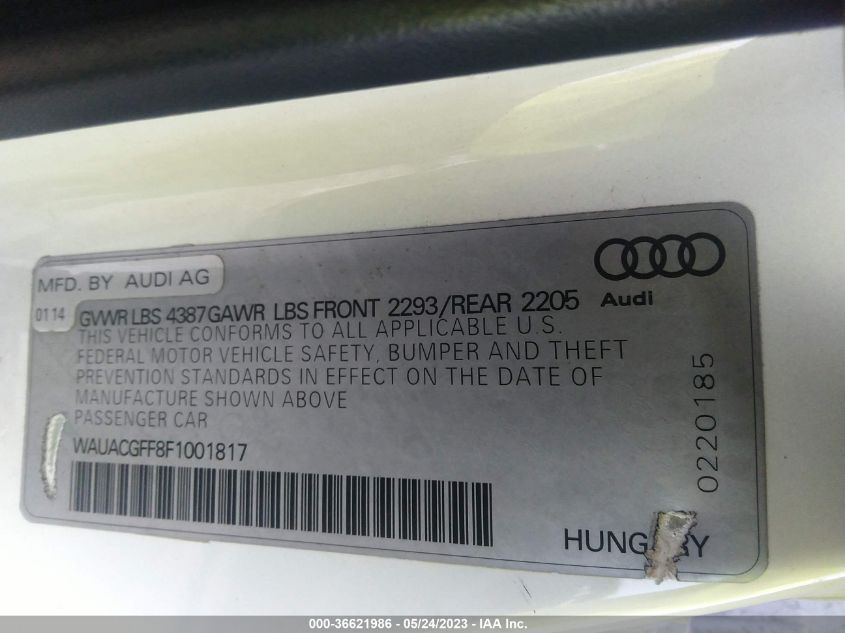 MFD. BY AUDI AG
0114
GVWR LBS 4387 GAWR LBS FRONT 2293/REAR 2205
Audi
THIS VEHICLE CONFORMS TO ALL APPLICABLE U.S.
FEDERAL MOTOR VEHICLE SAFETY, BUMPER AND THEFT
PREVENTION STANDARDS IN EFFECT ON THE DATE OF
MANUFACTURE SHOWN ABOVE
PASSENGER CAR
WAUACGFF8F1001817
0220185
000-36621986 - 05/24/2023 - IAA Inc.